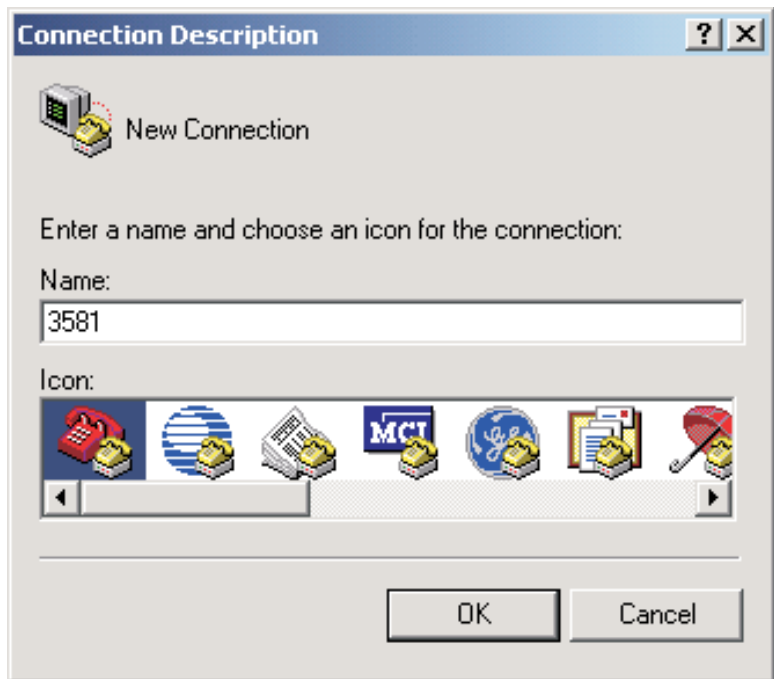 Connection Description
New Connection
Enter a name and choose an icon for the connection:
Name:
3581
Icon:
MCI
OK Cancel